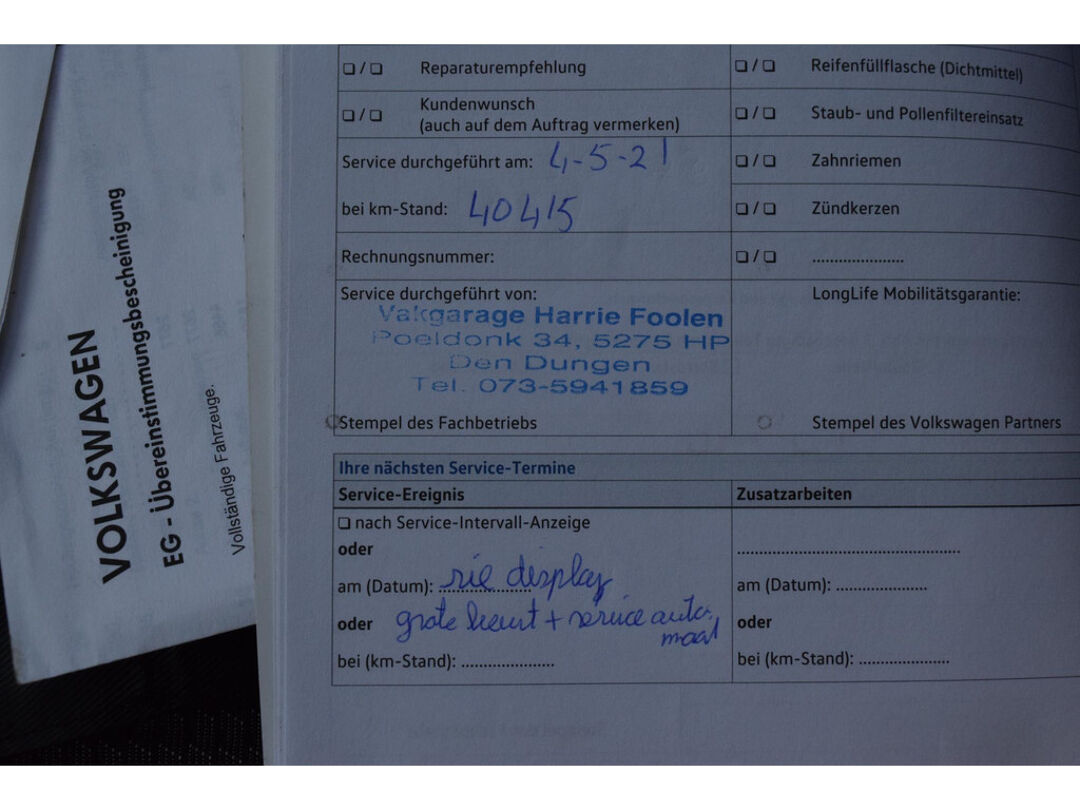 VOLKSWAGEN
EG - Übereinstimmungsbescheinigung
Vollständige Fahrzeuge.
❏ / ❏ Reparaturempfehlung
❏ / ❏ Kundenwunsch
(auch auf dem Auftrag vermerken)
Service durchgeführt am: 4-5-21
bei km-Stand: 40415
Rechnungsnummer:
Service durchgeführt von:
Vakgarage Harrie Foolen
Poeldonk 34, 5275 HP
Den Dungen
Tel. 073-5941859
Stempel des Fachbetriebs
❏ / ❏ Reifenfüllflasche (Dichtmittel)
❏ / ❏ Staub- und Pollenfiltereinsatz
❏ / ❏ Zahnriemen
❏ / ❏ Zündkerzen
❏ / ❏ .....................
LongLife Mobilitätsgarantie:
Stempel des Volkswagen Partners
Ihre nächsten Service-Termine
Service-Ereignis
❏ nach Service-Intervall-Anzeige
oder
am (Datum): zie display
oder grote beurt + service auto-
maat
bei (km-Stand): .....................
Zusatzarbeiten
..................................................
am (Datum): .....................
oder
bei (km-Stand): .....................